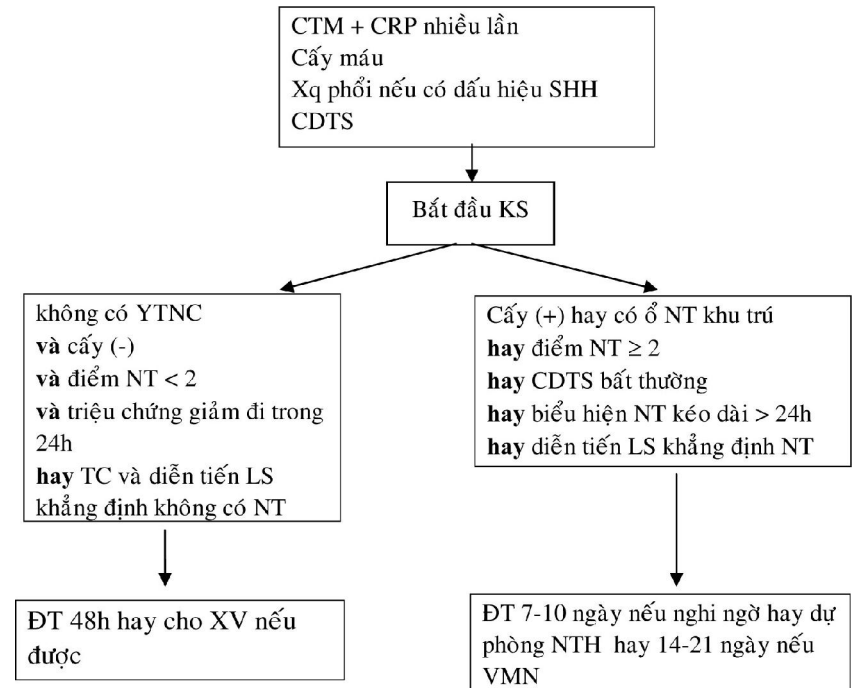 CTM + CRP nhiều lần
Cấy máu
Xq phổi nếu có dấu hiệu SHH
CDTS
Bắt đầu KS
không có YTNC
và cấy (-)
và điểm NT < 2
và triệu chứng giảm đi trong
24h
hay TC và diễn tiến LS
khẳng định không có NT
Cấy (+) hay có ổ NT khu trú
hay điểm NT ≥ 2
hay CDTS bất thường
hay biểu hiện NT kéo dài > 24h
hay diễn tiến LS khẳng định NT
ĐT 48h hay cho XV nếu
được
ĐT 7-10 ngày nếu nghi ngờ hay dự
phòng NTH hay 14-21 ngày nếu
VMN